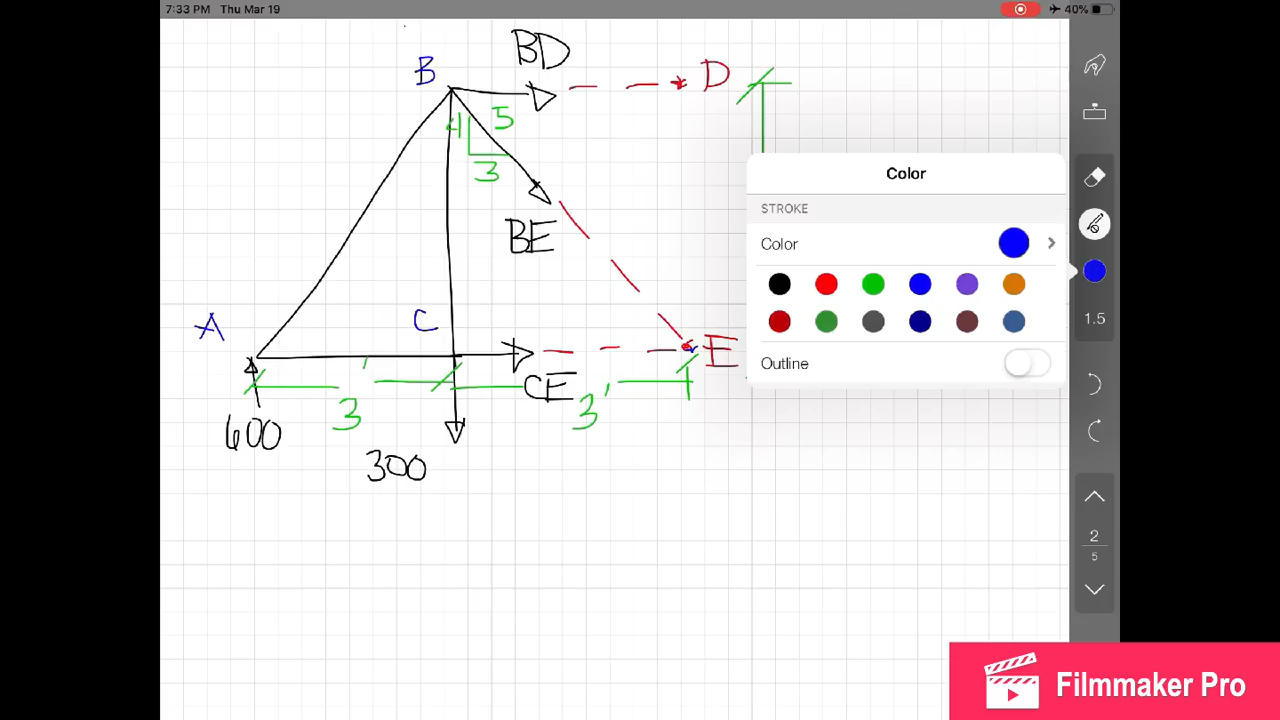 7:33 PM Thu Mar 19
40%
BD
B
D
4
5
3
BE
Color
STROKE
Color
Outline
A
C
E
CE
3'
3'
600
300
1.5
2
5
Filmmaker Pro